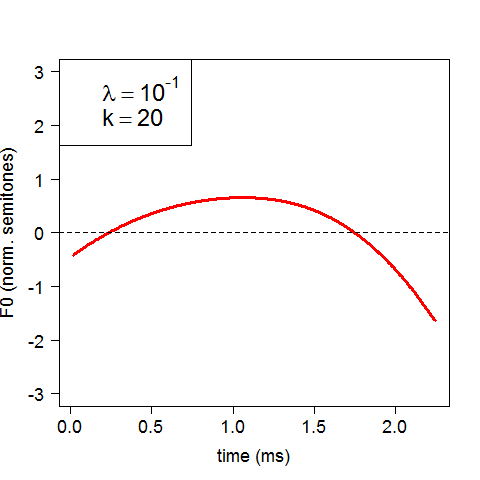 λ = 10⁻¹
k = 20
F0 (norm. semitones)
3
2
1
0
-1
-2
-3
0.0 0.5 1.0 1.5 2.0
time (ms)